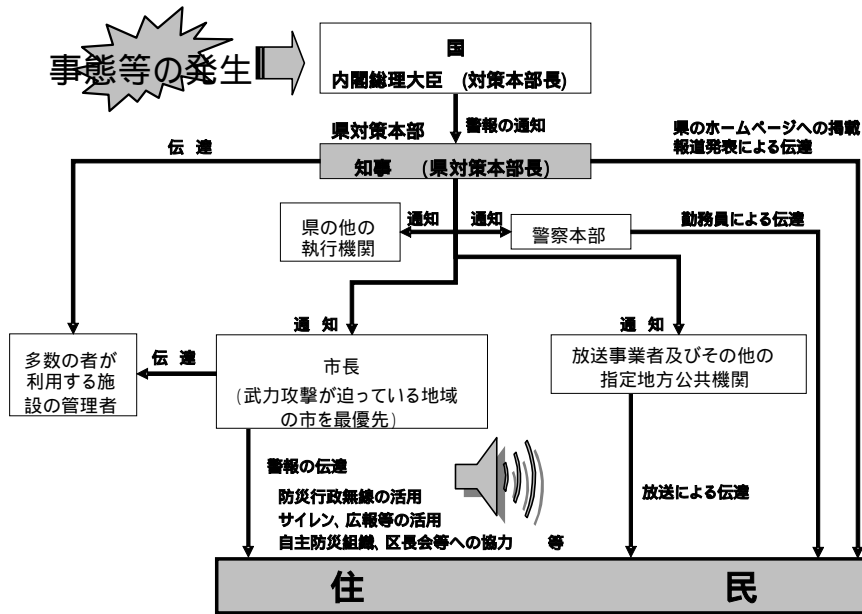 事態等の発生
国
内閣総理大臣 (対策本部長)
警報の通知
県対策本部
県のホームページへの掲載
報道発表による伝達
伝 達
知事 (県対策本部長)
通知
通知
県の他の
執行機関
警察本部
勤務員による伝達
通 知
通 知
多数の者が
利用する施
設の管理者
伝 達
市長
(武力攻撃が迫っている地域
の市を最優先)
放送事業者及びその他の
指定地方公共機関
警報の伝達
防災行政無線の活用
サイレン、広報等の活用
自主防災組織、区長会等への協力 等
放送による伝達
住 民